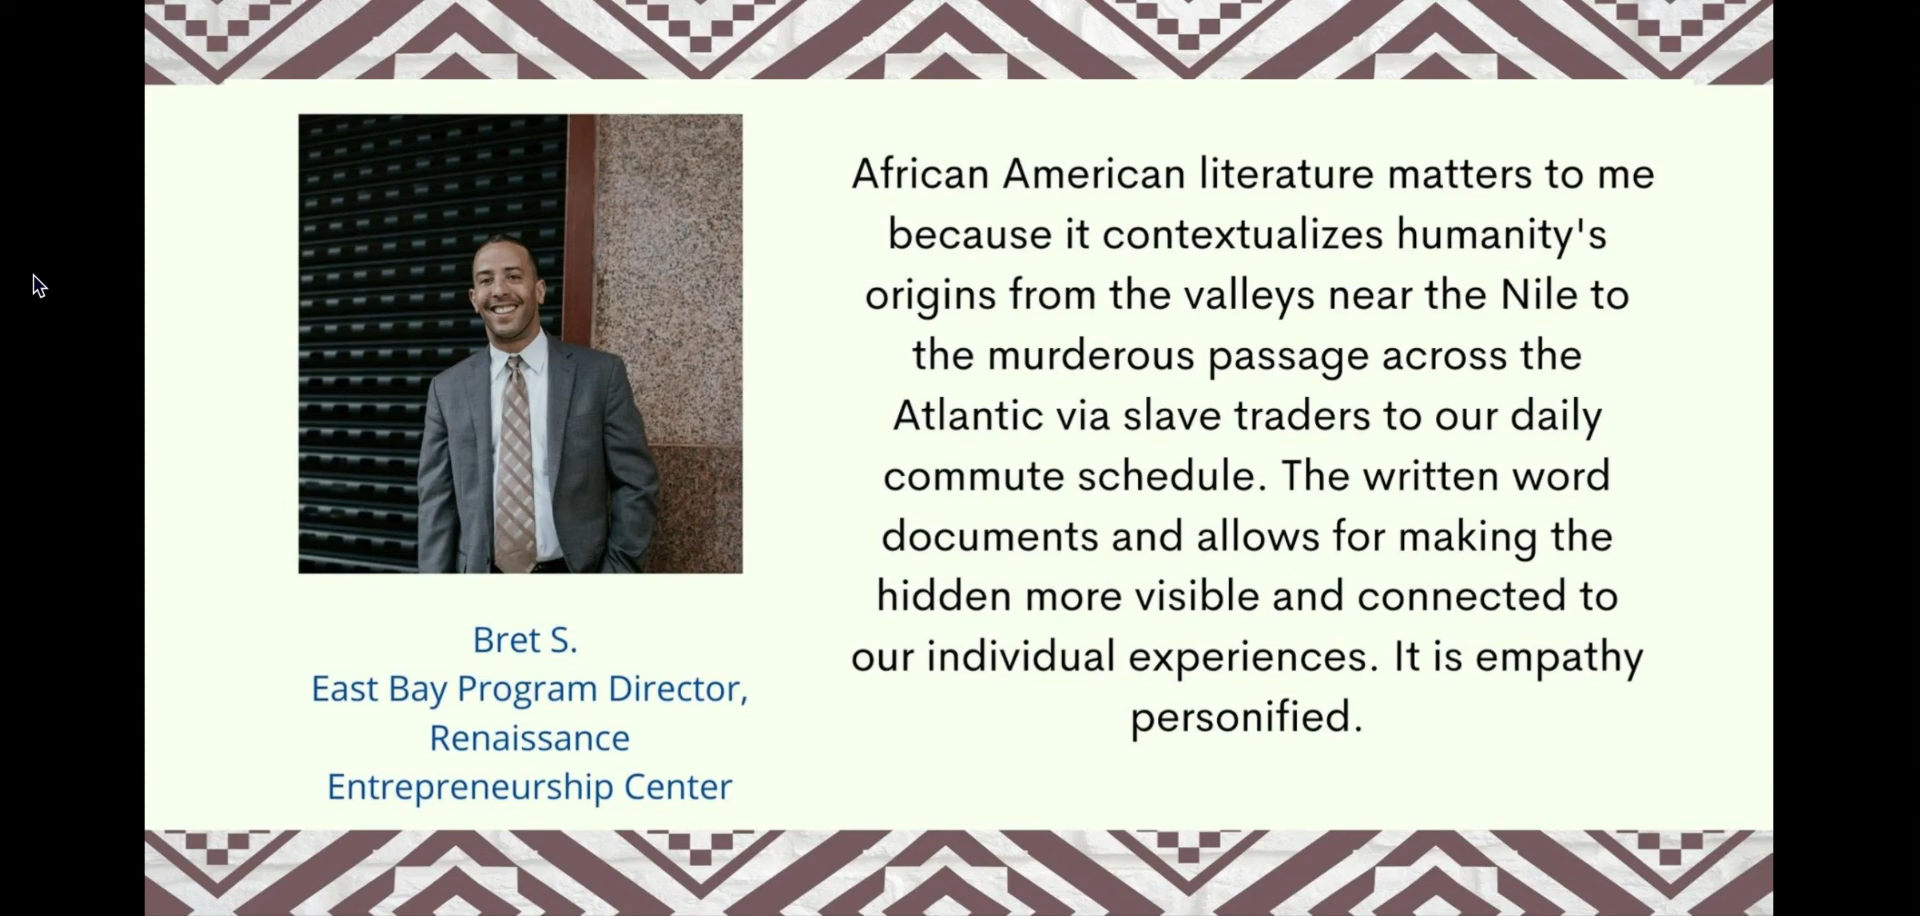 African American literature matters to me
because it contextualizes humanity's
origins from the valleys near the Nile to
the murderous passage across the
Atlantic via slave traders to our daily
commute schedule. The written word
documents and allows for making the
hidden more visible and connected to
our individual experiences. It is empathy
personified.
Bret S.
East Bay Program Director,
Renaissance
Entrepreneurship Center